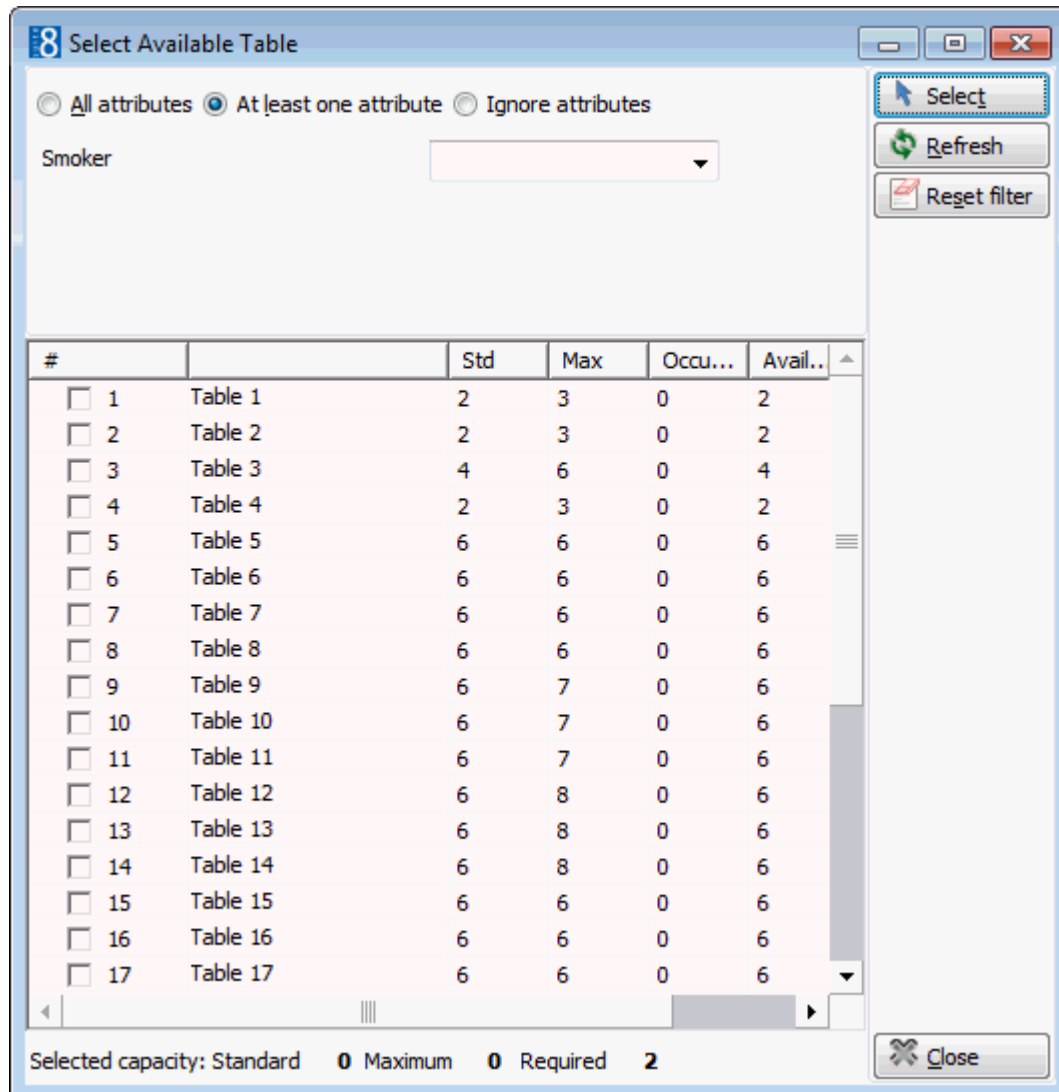 8 Select Available Table
All attributes At least one attribute Ignore attributes
Select
Smoker
Refresh
Reset filter
# Std Max Occu... Avail...
1 Table 1 2 3 0 2
2 Table 2 2 3 0 2
3 Table 3 4 6 0 4
4 Table 4 2 3 0 2
5 Table 5 6 6 0 6
6 Table 6 6 6 0 6
7 Table 7 6 6 0 6
8 Table 8 6 6 0 6
9 Table 9 6 7 0 6
10 Table 10 6 7 0 6
11 Table 11 6 7 0 6
12 Table 12 6 8 0 6
13 Table 13 6 8 0 6
14 Table 14 6 8 0 6
15 Table 15 6 6 0 6
16 Table 16 6 6 0 6
17 Table 17 6 6 0 6
Selected capacity: Standard 0 Maximum 0 Required 2
Close